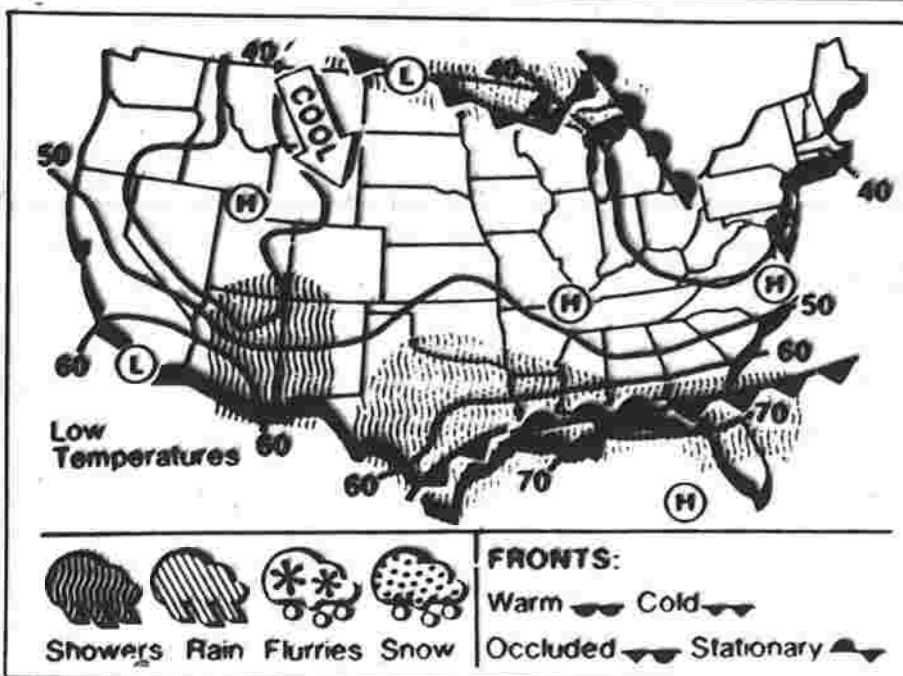 40
L
40
COOL
50
H
40
H
H
50
60
60
L
70
Low
Temperatures
60
60
70
H
Showers Rain Flurries Snow
FRONTS:
Warm Cold
Occluded Stationary